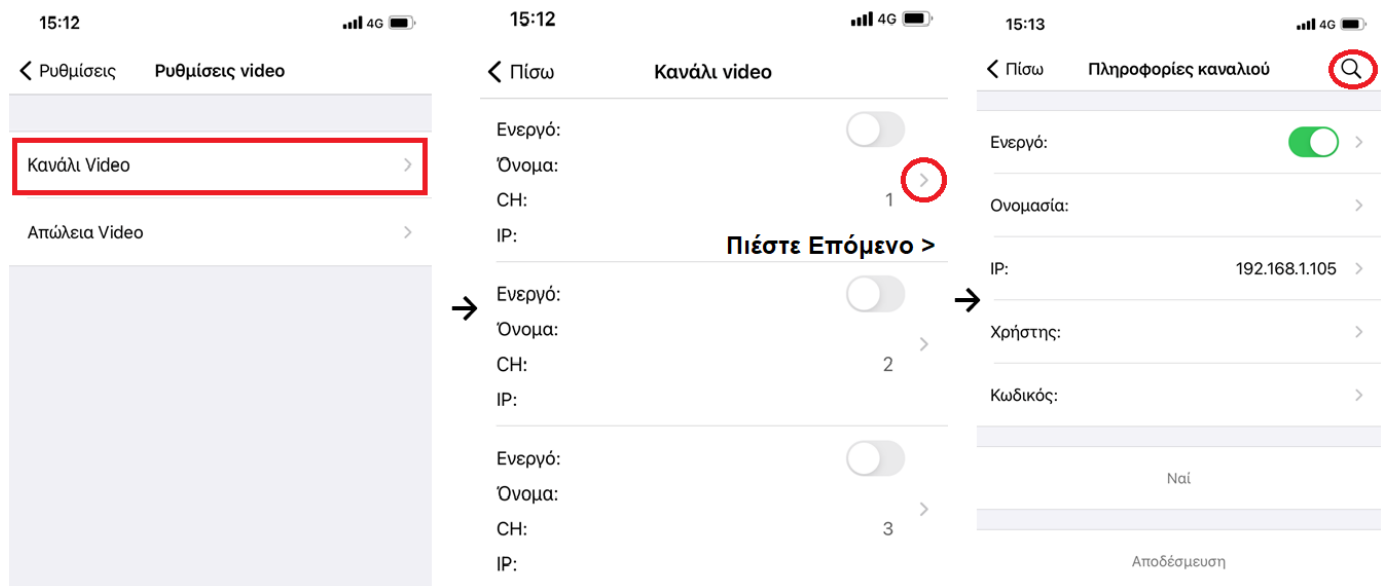 15:12
4G
Ρυθμίσεις
Ρυθμίσεις video
Κανάλι Video
Απώλεια Video
15:12
4G
Πίσω
Κανάλι video
Ενεργό:
Όνομα:
CH: 1
IP:
Πιέστε Επόμενο >
Ενεργό:
Όνομα:
CH: 2
IP:
Ενεργό:
Όνομα:
CH: 3
IP:
15:13
4G
Πίσω
Πληροφορίες καναλιού
Ενεργό:
Ονομασία:
IP: 192.168.1.105
Χρήστης:
Κωδικός:
Ναί
Αποδέσμευση